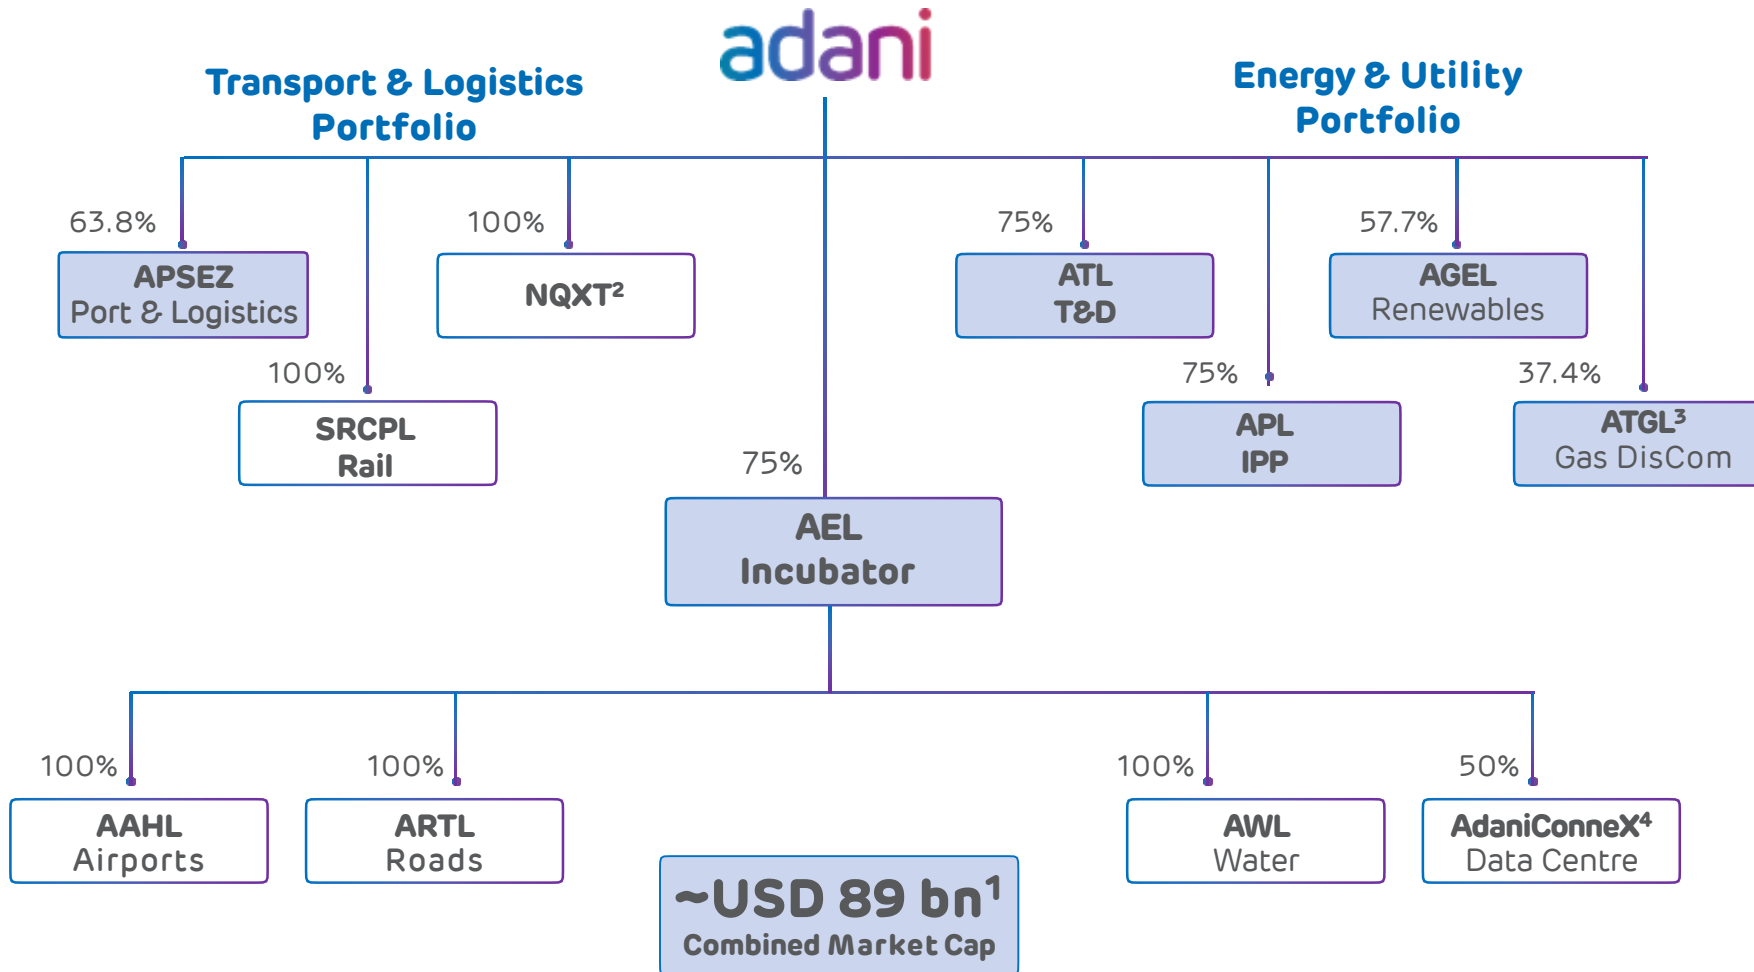 adani
Transport & Logistics
Portfolio
Energy & Utility
Portfolio
63.8%
APSEZ
Port & Logistics
100%
NQXT²
75%
ATL
T&D
57.7%
AGEL
Renewables
100%
SRCPL
Rail
75%
APL
IPP
37.4%
ATGL³
Gas DisCom
75%
AEL
Incubator
100%
AAHL
Airports
100%
ARTL
Roads
100%
AWL
Water
50%
AdaniConneX⁴
Data Centre
~USD 89 bn¹
Combined Market Cap